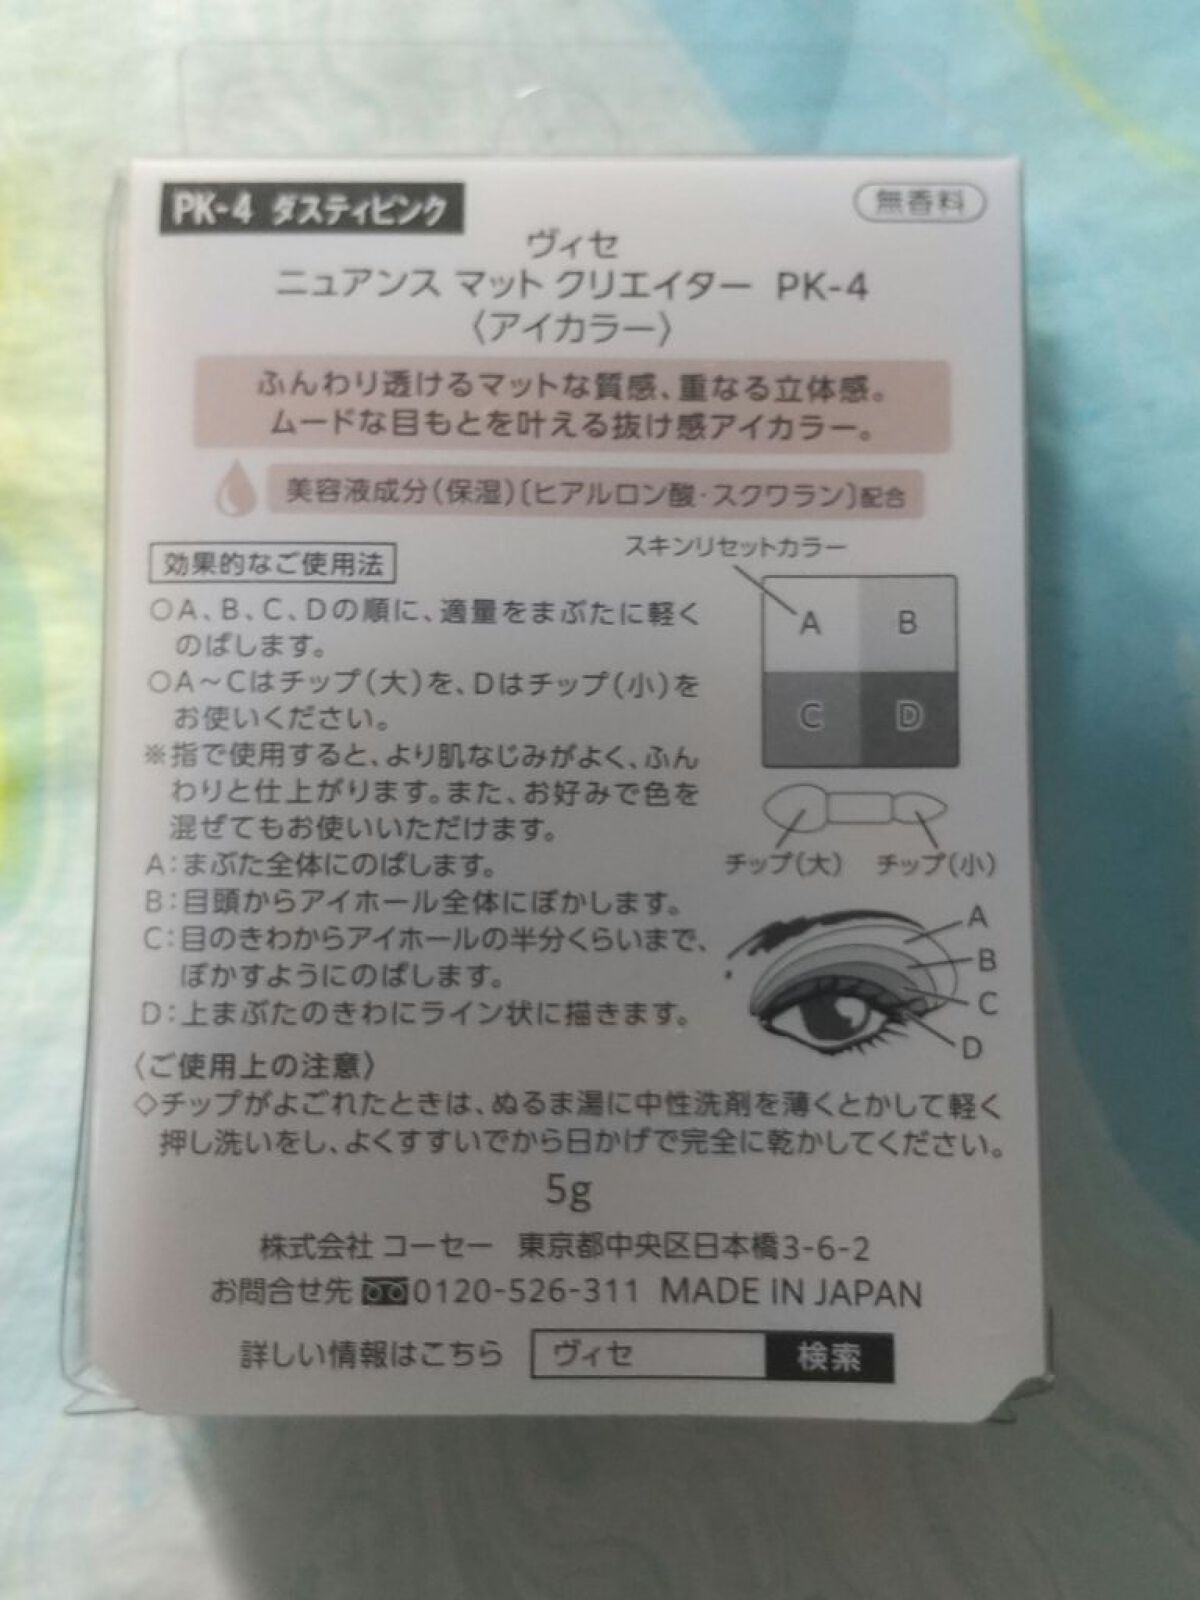 PK-4 ダスティピンク
無香料
ヴィセ
ニュアンス マット クリエイター PK-4
〈アイカラー〉
ふんわり透けるマットな質感、重なる立体感。
ムードな目もとを叶える抜け感アイカラー。
美容液成分(保湿)〔ヒアルロン酸・スクワラン〕配合
効果的なご使用法
○A、B、C、Dの順に、適量をまぶたに軽く
のばします。
○A～Cはチップ(大)を、Dはチップ(小)を
お使いください。
※指で使用すると、より肌なじみがよく、ふん
わりと仕上がります。また、お好みで色を
混ぜてもお使いいただけます。
A:まぶた全体にのばします。
B:目頭からアイホール全体にぼかします。
C:目のきわからアイホールの半分くらいまで、
ぼかすようにのばします。
D:上まぶたのきわにライン状に描きます。
スキンリセットカラー
A B
C D
チップ(大) チップ(小)
A
B
C
D
〈ご使用上の注意〉
◇チップがよごれたときは、ぬるま湯に中性洗剤を薄くとかして軽く
押し洗いをし、よくすすいでから日かげで完全に乾かしてください。
5g
株式会社 コーセー 東京都中央区日本橋3-6-2
お問合せ先 0120-526-311 MADE IN JAPAN
詳しい情報はこちら ヴィセ 検索